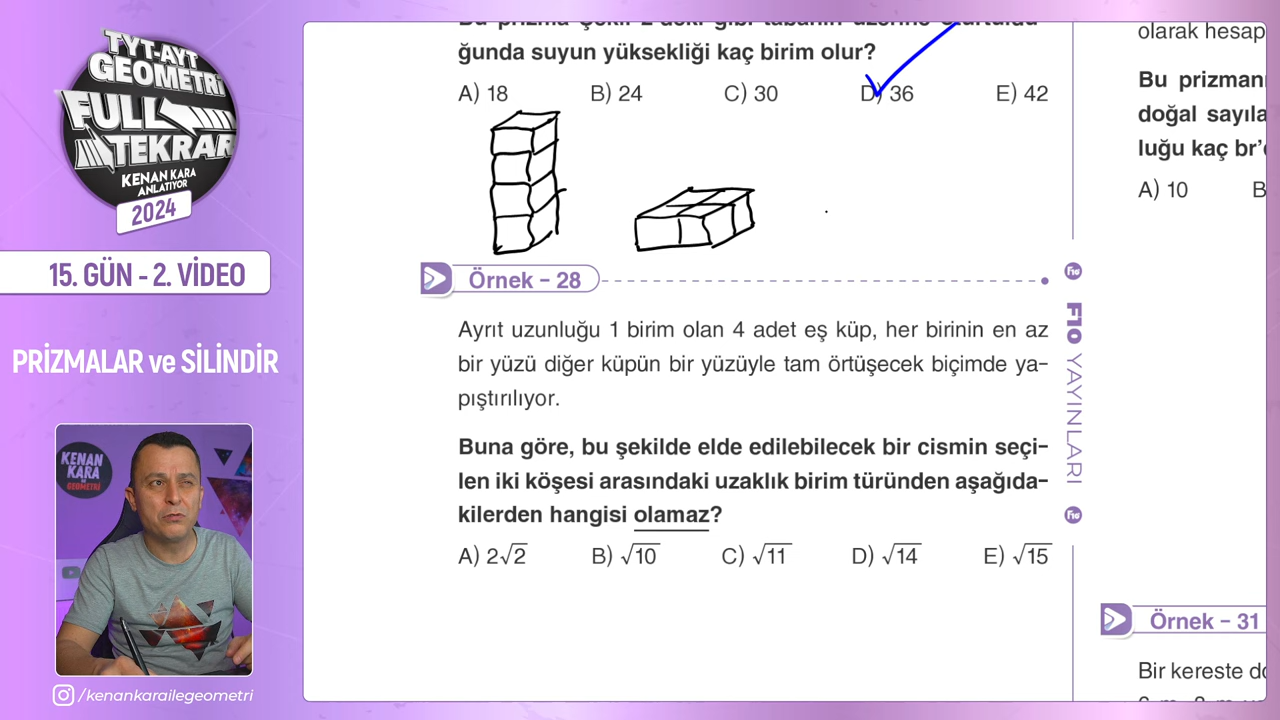 TYT-AYT
GEOMETRİ
FULL
TEKRAR
KENAN KARA
ANLATIYOR
2024
15. GÜN - 2. VİDEO
PRİZMALAR ve SİLİNDİR
KENAN
KARA
GEOMETRİ
/kenankarailegeometri
ğunda suyun yüksekliği kaç birim olur?
A) 18 B) 24 C) 30 D) 36 E) 42
Örnek – 28
Ayrıt uzunluğu 1 birim olan 4 adet eş küp, her birinin en az
bir yüzü diğer küpün bir yüzüyle tam örtüşecek biçimde ya-
pıştırılıyor.
Buna göre, bu şekilde elde edilebilecek bir cismin seçi-
len iki köşesi arasındaki uzaklık birim türünden aşağıda-
kilerden hangisi olamaz?
A) 2√2 B) √10 C) √11 D) √14 E) √15
F10
F10 YAYINLARI
F10
olarak hesap
Bu prizmanı
doğal sayıla
luğu kaç br'
A) 10 B
Örnek – 31
Bir kereste do